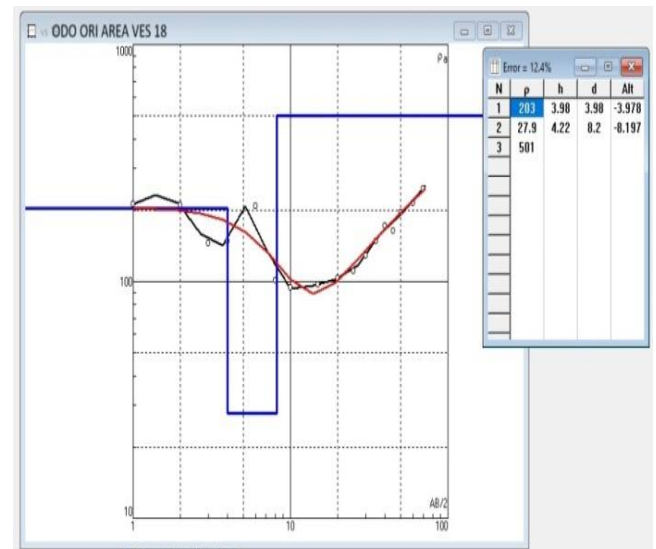 ODO ORI AREA VES 18
1000
ρa
100
10
AB/2
1
10
100
Error = 12.4%
N ρ h d Alt
1 203 3.98 3.98 -3.978
2 27.9 4.22 8.2 -8.197
3 501